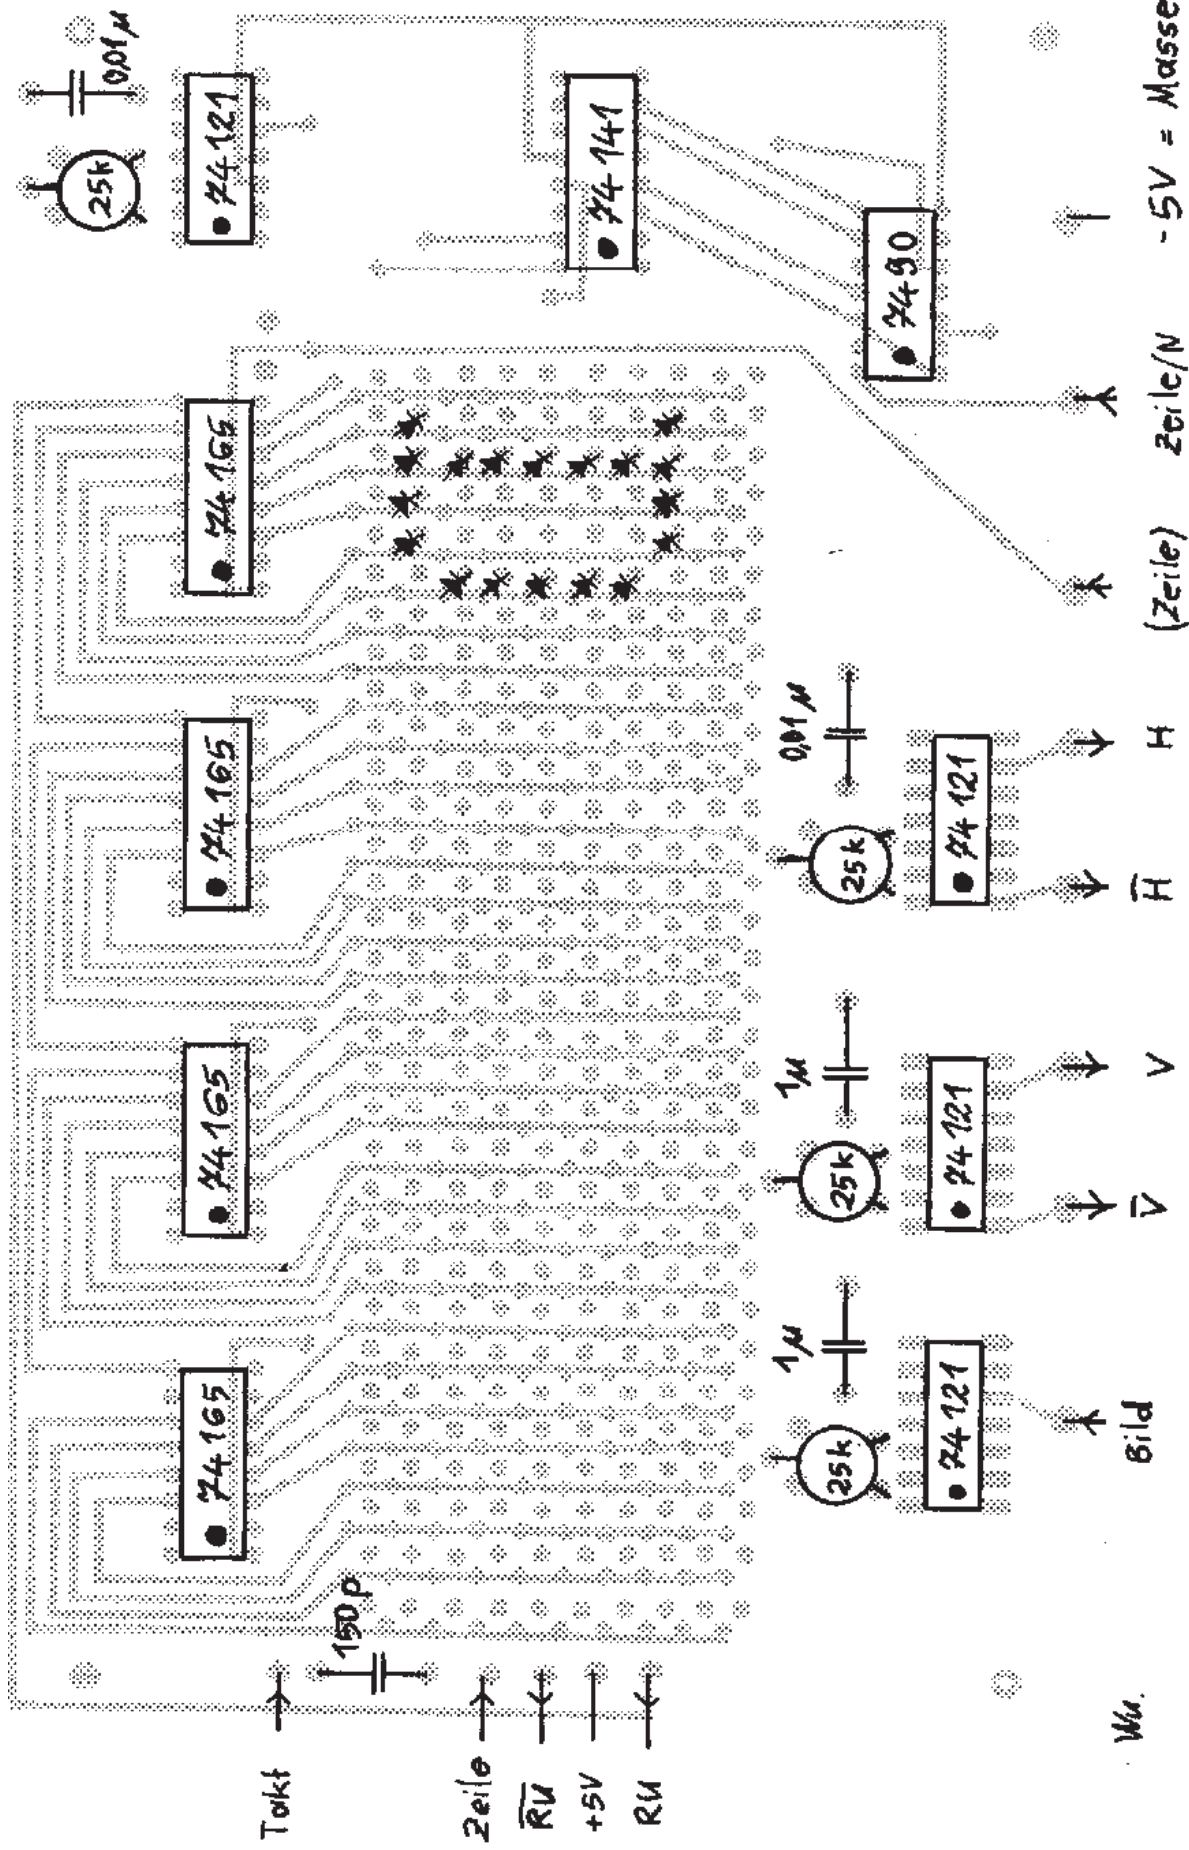 25k
0,01µ
74165
74165
74165
74165
74121
Takt
150p
Zeile
R̅U̅
+5V
RU
74141
1µ
1µ
0,01µ
25k
25k
25k
7490
74121
74121
74121
Wu.
Bild
V̅
V
H̅
H
(Zeile)
Zeile/N
-5V = Masse